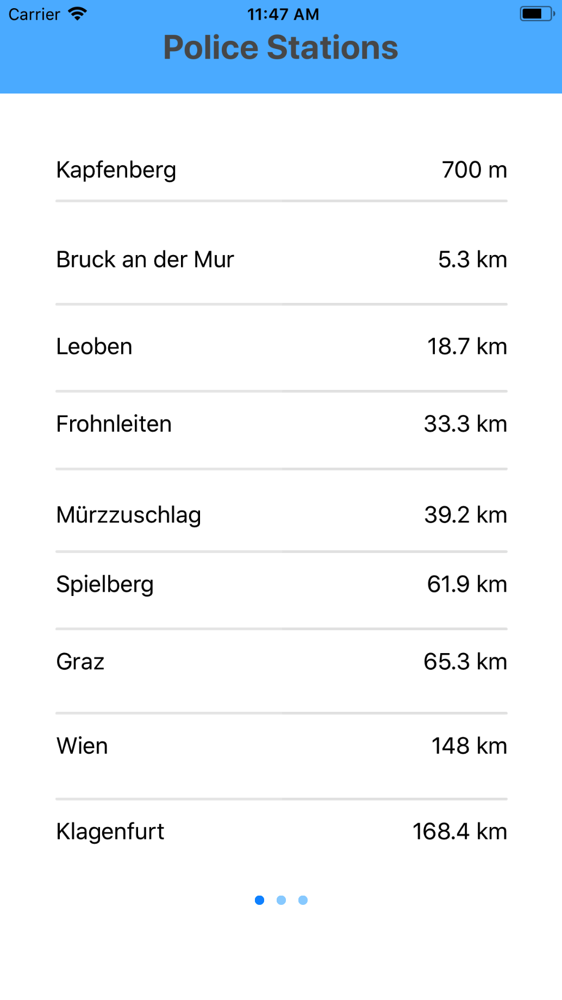 Carrier 11:47 AM
Police Stations
Kapfenberg 700 m
Bruck an der Mur 5.3 km
Leoben 18.7 km
Frohnleiten 33.3 km
Mürzzuschlag 39.2 km
Spielberg 61.9 km
Graz 65.3 km
Wien 148 km
Klagenfurt 168.4 km